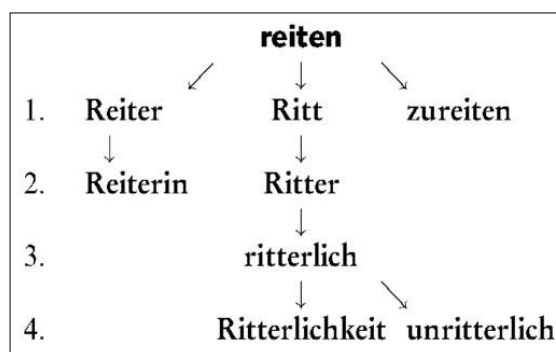 reiten
1. Reiter Ritt zureiten
2. Reiterin Ritter
3. ritterlich
4. Ritterlichkeit unritterlich